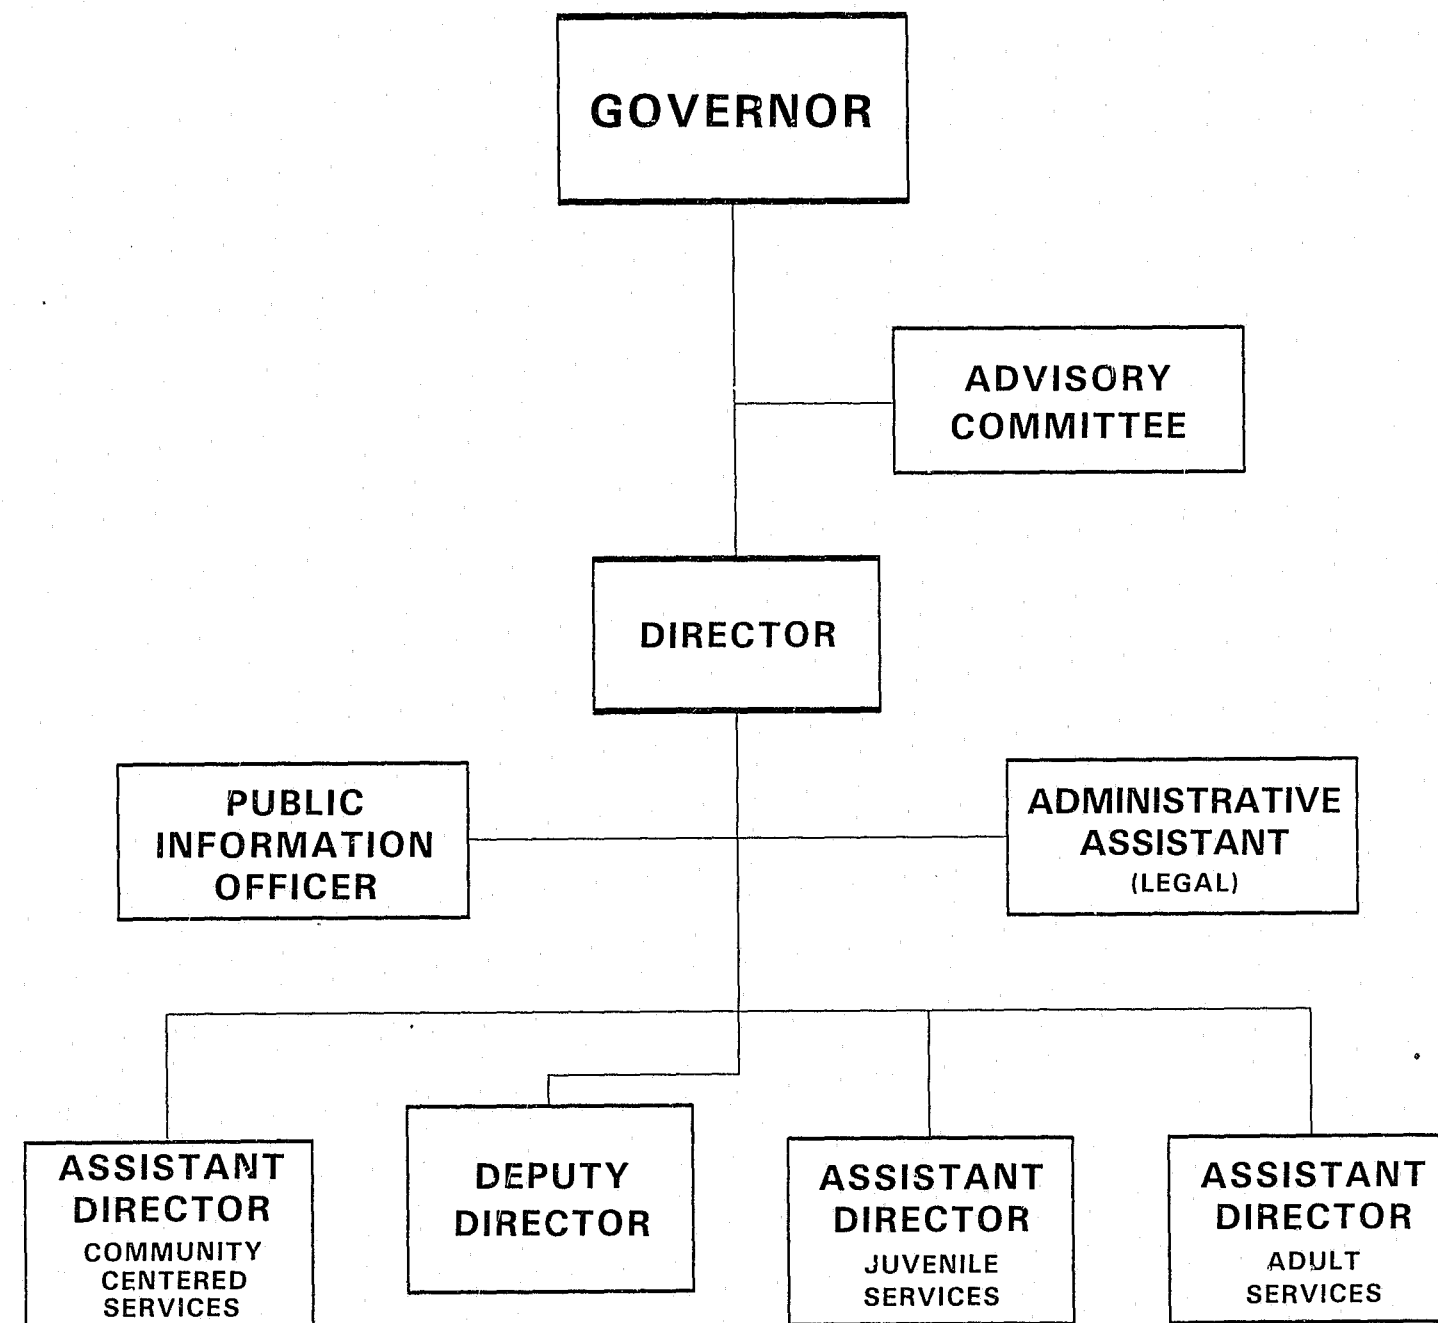 GOVERNOR
ADVISORY
COMMITTEE
DIRECTOR
PUBLIC
INFORMATION
OFFICER
ADMINISTRATIVE
ASSISTANT
(LEGAL)
ASSISTANT
DIRECTOR
COMMUNITY
CENTERED
SERVICES
DEPUTY
DIRECTOR
ASSISTANT
DIRECTOR
JUVENILE
SERVICES
ASSISTANT
DIRECTOR
ADULT
SERVICES